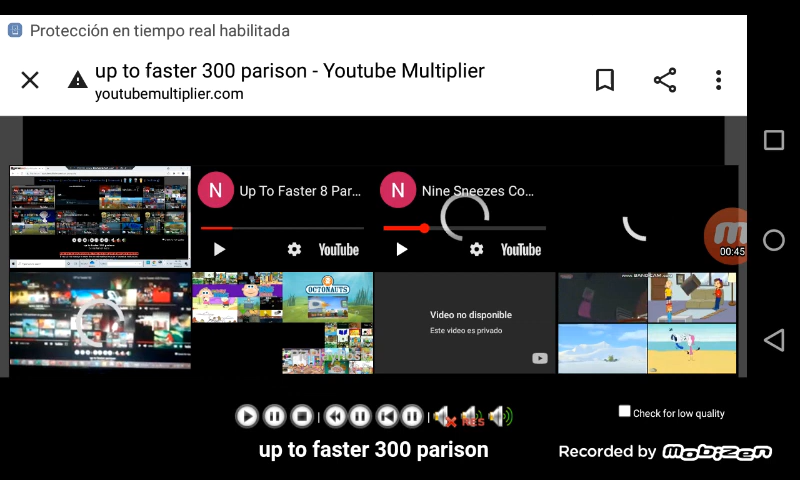 Protección en tiempo real habilitada
up to faster 300 parison - Youtube Multiplier
youtubemultiplier.com
N Up To Faster 8 Par...
N Nine Sneezes Co...
YouTube
YouTube
00:45
OCTONAUTS
Video no disponible
Este video es privado
RES
Check for low quality
up to faster 300 parison
Recorded by mobizen